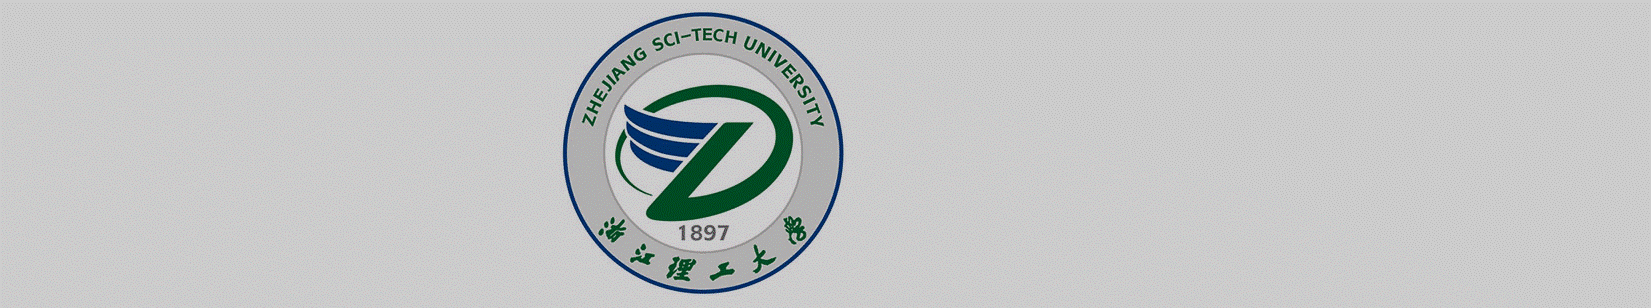 ZHEJIANG SCI-TECH UNIVERSITY
1897
浙江理工大学